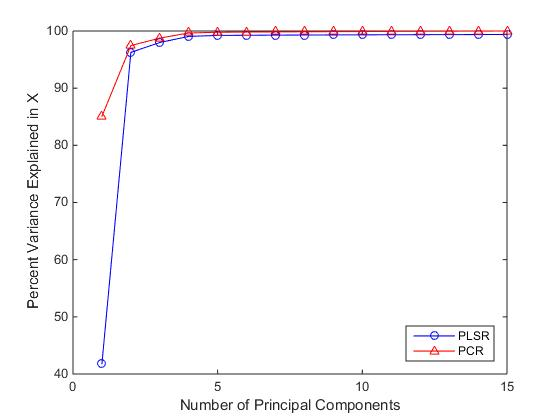 100
90
80
70
60
50
40
0 5 10 15
Percent Variance Explained in X
Number of Principal Components
PLSR
PCR